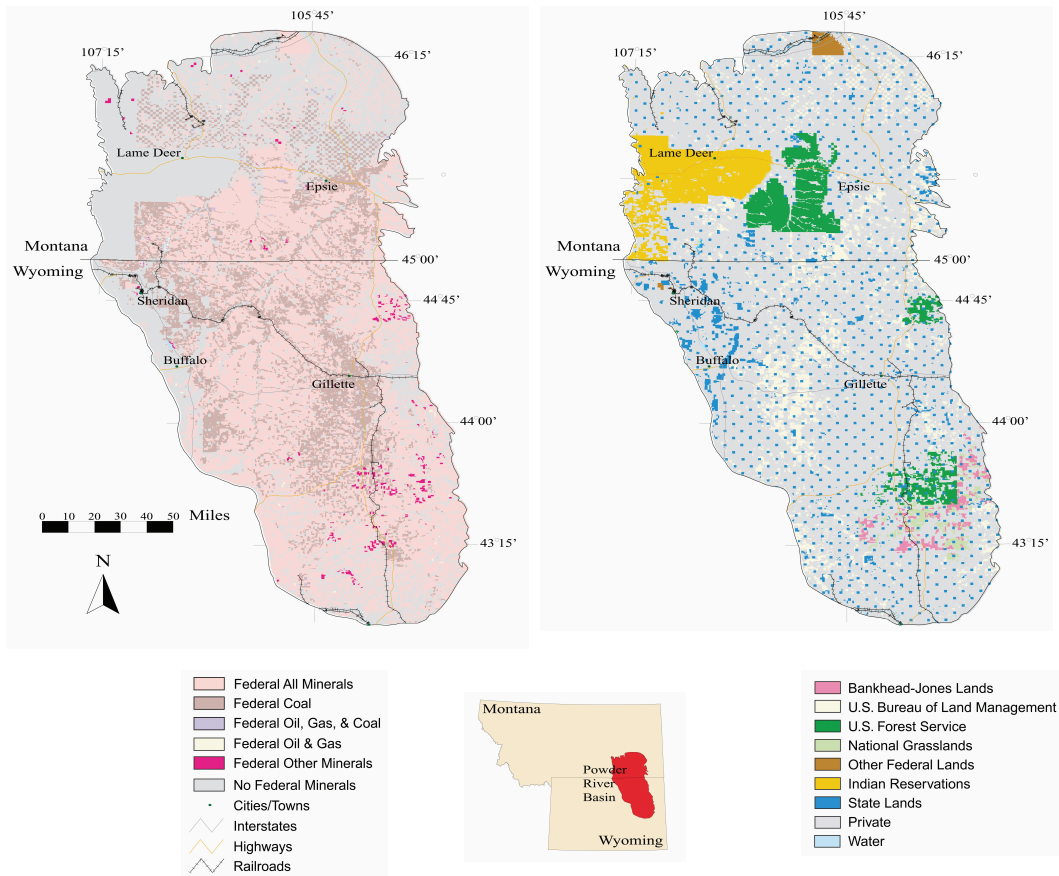 105°45'
107°15'
46°15'
Lame Deer
Epsie
Montana
Wyoming
45°00'
Sheridan
44°45'
Buffalo
Gillette
44°00'
0 10 20 30 40 50 Miles
43°15'
N
105°45'
107°15'
46°15'
Lame Deer
Epsie
Montana
Wyoming
45°00'
Sheridan
44°45'
Buffalo
Gillette
44°00'
43°15'
Federal All Minerals
Federal Coal
Federal Oil, Gas, & Coal
Federal Oil & Gas
Federal Other Minerals
No Federal Minerals
Cities/Towns
Interstates
Highways
Railroads
Montana
Powder
River
Basin
Wyoming
Bankhead-Jones Lands
U.S. Bureau of Land Management
U.S. Forest Service
National Grasslands
Other Federal Lands
Indian Reservations
State Lands
Private
Water